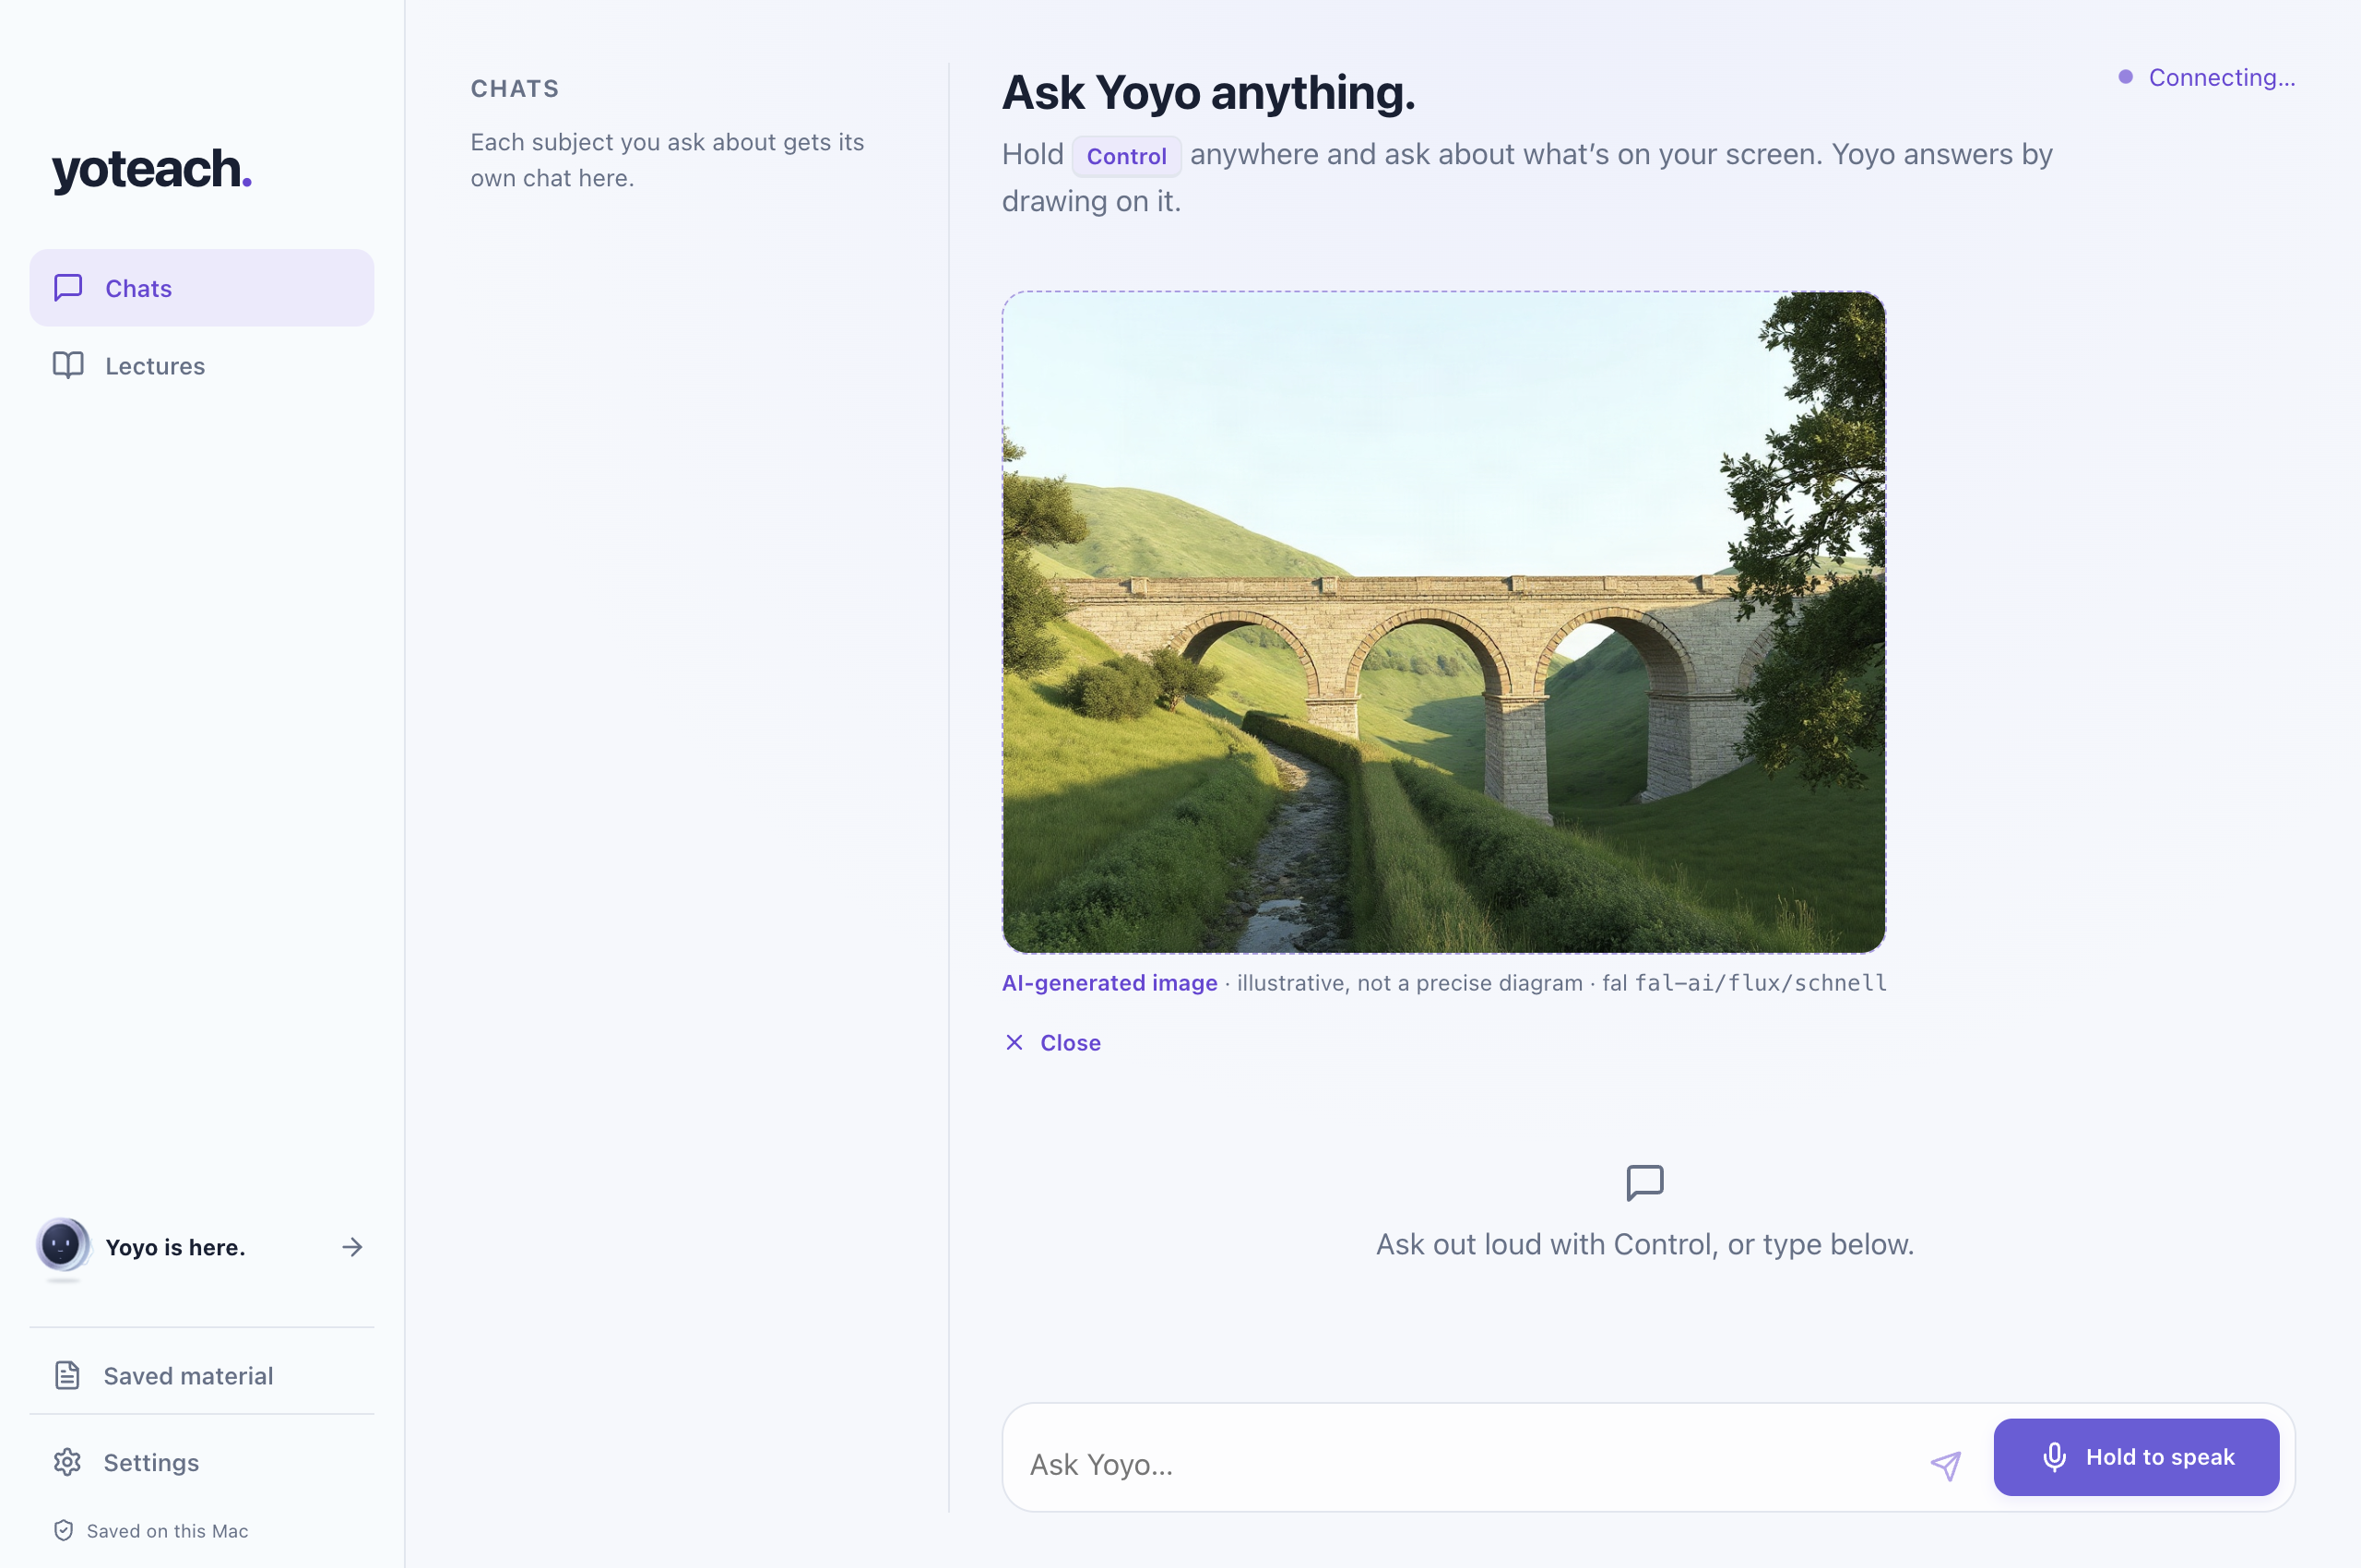 yoteach.
Chats
Lectures
Yoyo is here.
Saved material
Settings
Saved on this Mac
CHATS
Each subject you ask about gets its
own chat here.
Ask Yoyo anything.
Connecting…
Hold Control anywhere and ask about what’s on your screen. Yoyo answers by
drawing on it.
AI-generated image · illustrative, not a precise diagram · fal fal-ai/flux/schnell
Close
Ask out loud with Control, or type below.
Ask Yoyo…
Hold to speak